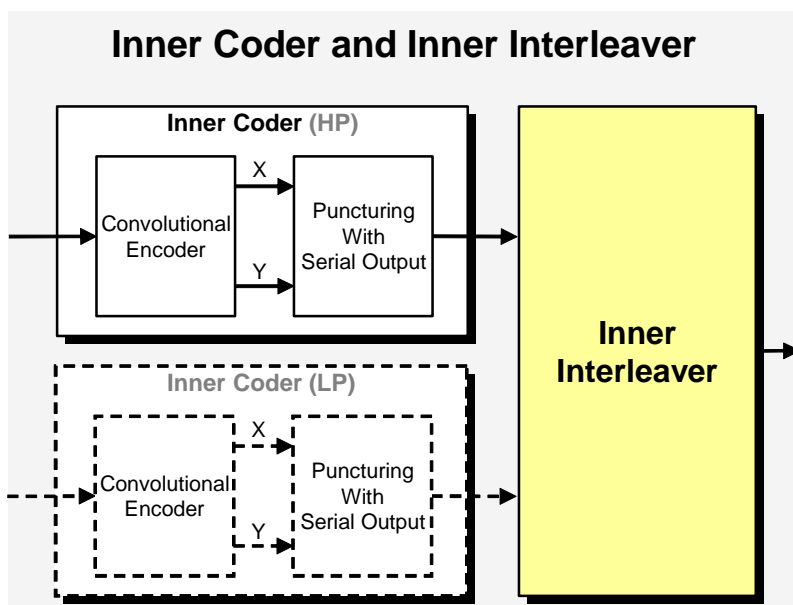 Inner Coder and Inner Interleaver
Inner Coder (HP)
Convolutional
Encoder
X
Y
Puncturing
With
Serial Output
Inner Coder (LP)
Convolutional
Encoder
X
Y
Puncturing
With
Serial Output
Inner
Interleaver